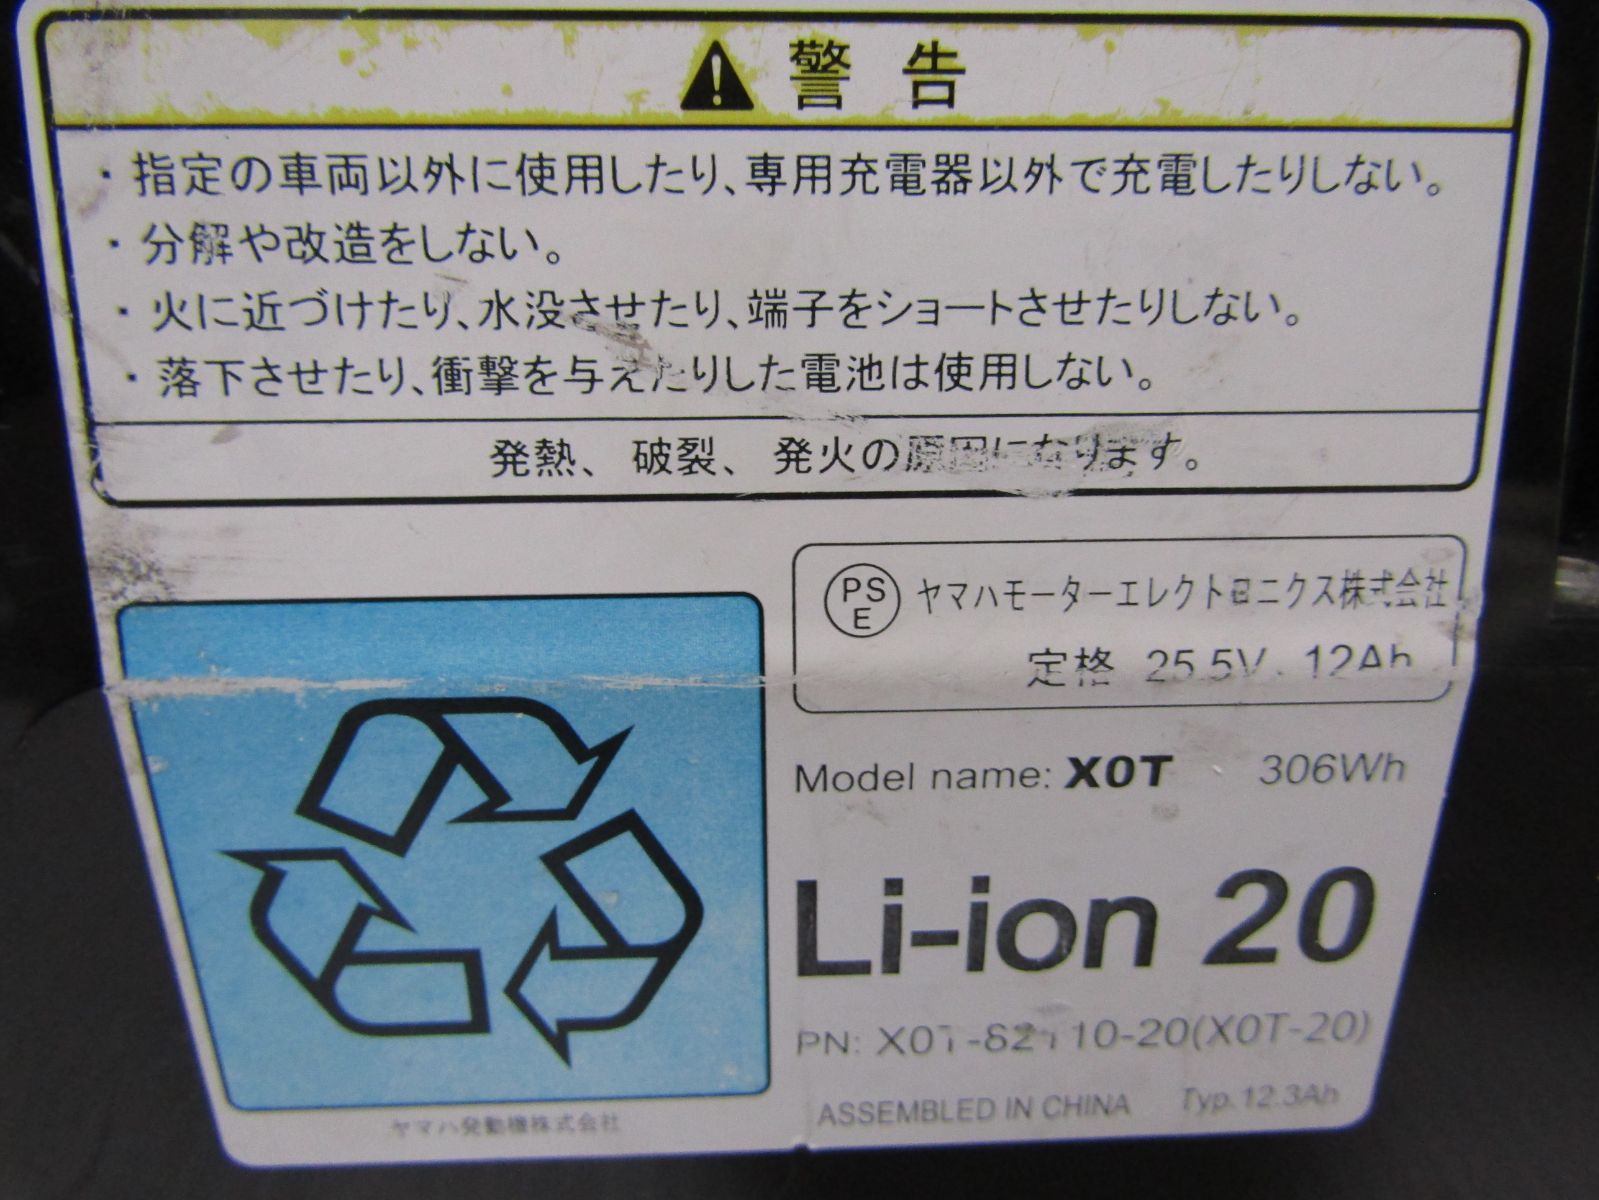 警告
・指定の車両以外に使用したり、専用充電器以外で充電したりしない。
・分解や改造をしない。
・火に近づけたり、水没させたり、端子をショートさせたりしない。
・落下させたり、衝撃を与えたりした電池は使用しない。
発熱、破裂、発火の原因になります。
PSE ヤマハモーターエレクトロニクス株式会社
定格 25.5V、12Ah
Model name: X0T 306Wh
Li-ion 20
PN: X0T-82110-20(X0T-20)
ASSEMBLED IN CHINA Typ.12.3Ah
ヤマハ発動機株式会社